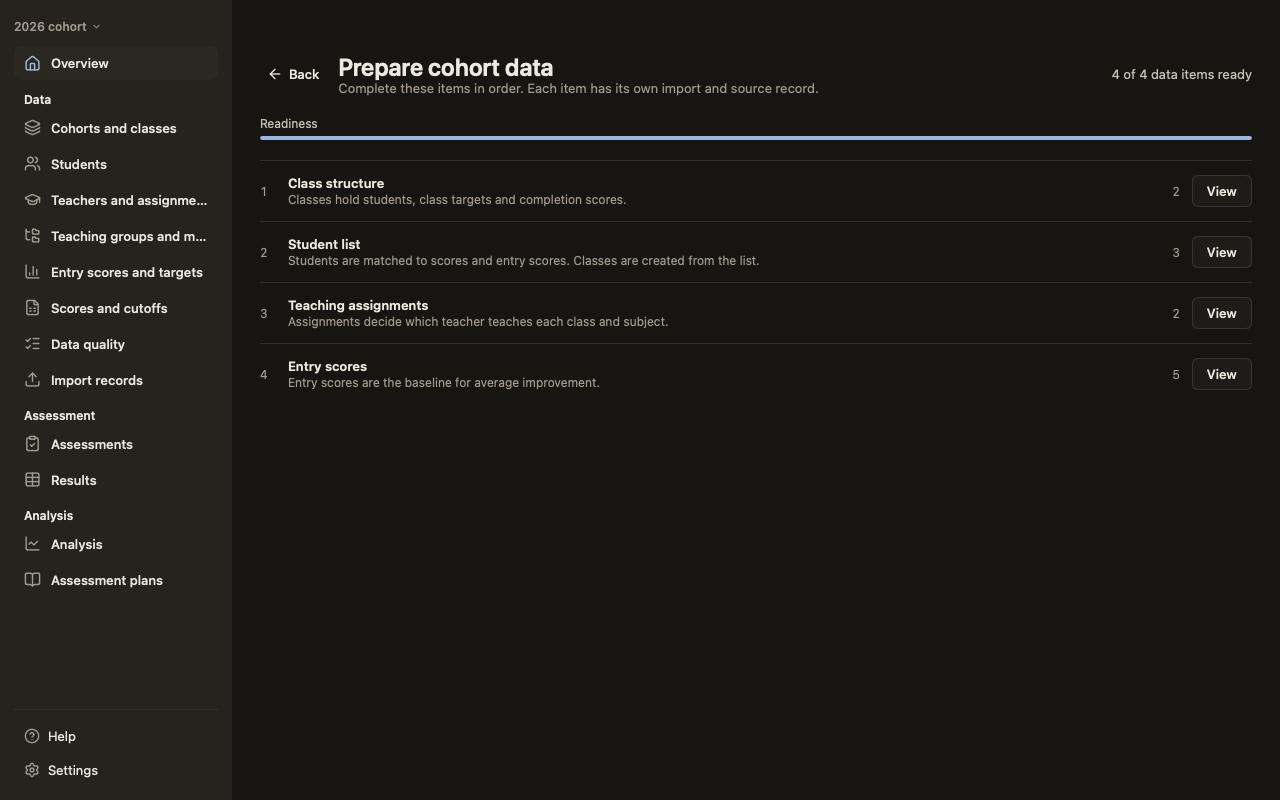 2026 cohort
Overview
Data
Cohorts and classes
Students
Teachers and assignme...
Teaching groups and m...
Entry scores and targets
Scores and cutoffs
Data quality
Import records
Assessment
Assessments
Results
Analysis
Analysis
Assessment plans
Help
Settings
Back
Prepare cohort data
Complete these items in order. Each item has its own import and source record.
4 of 4 data items ready
Readiness
1
Class structure
Classes hold students, class targets and completion scores.
2
View
2
Student list
Students are matched to scores and entry scores. Classes are created from the list.
3
View
3
Teaching assignments
Assignments decide which teacher teaches each class and subject.
2
View
4
Entry scores
Entry scores are the baseline for average improvement.
5
View